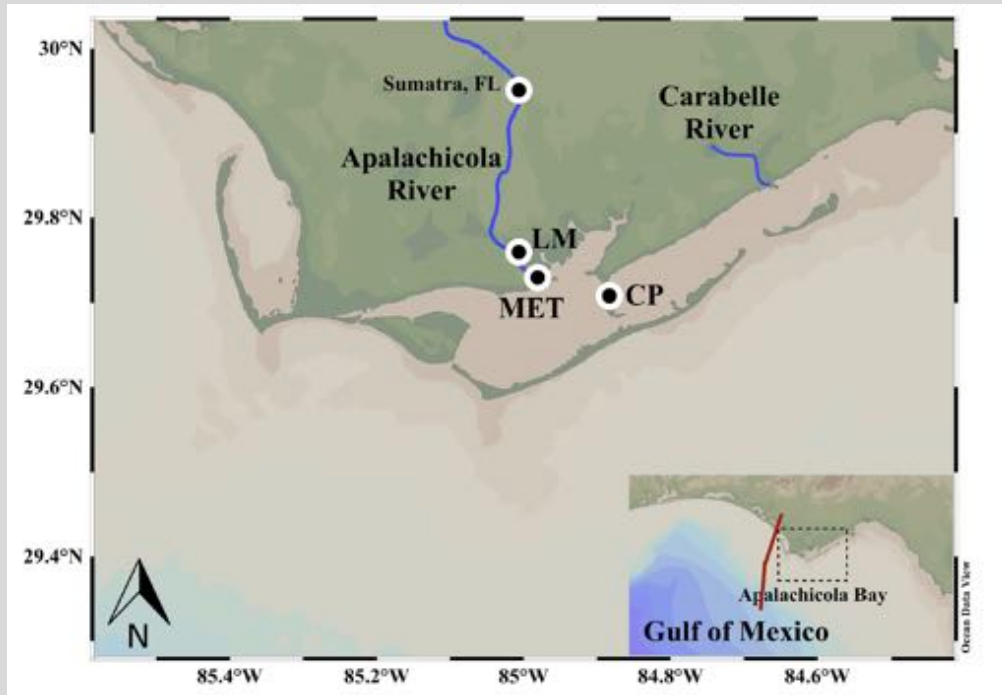 30°N
Sumatra, FL
Carabelle
River
Apalachicola
River
29.8°N
LM
MET
CP
29.6°N
29.4°N
N
Apalachicola Bay
Gulf of Mexico
Ocean Data View
85.4°W
85.2°W
85°W
84.8°W
84.6°W